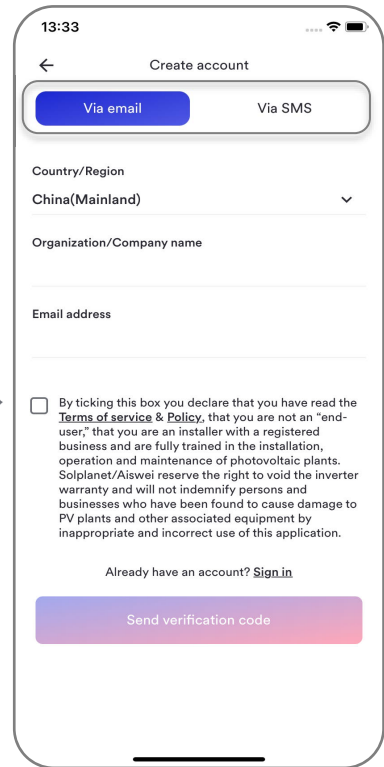 13:33
Create account
Via email
Via SMS
Country/Region
China(Mainland)
Organization/Company name
Email address
By ticking this box you declare that you have read the
Terms of service & Policy, that you are not an “end-
user,” that you are an installer with a registered
business and are fully trained in the installation,
operation and maintenance of photovoltaic plants.
Solplanet/Aiswei reserve the right to void the inverter
warranty and will not indemnify persons and
businesses who have been found to cause damage to
PV plants and other associated equipment by
inappropriate and incorrect use of this application.
Already have an account? Sign in
Send verification code